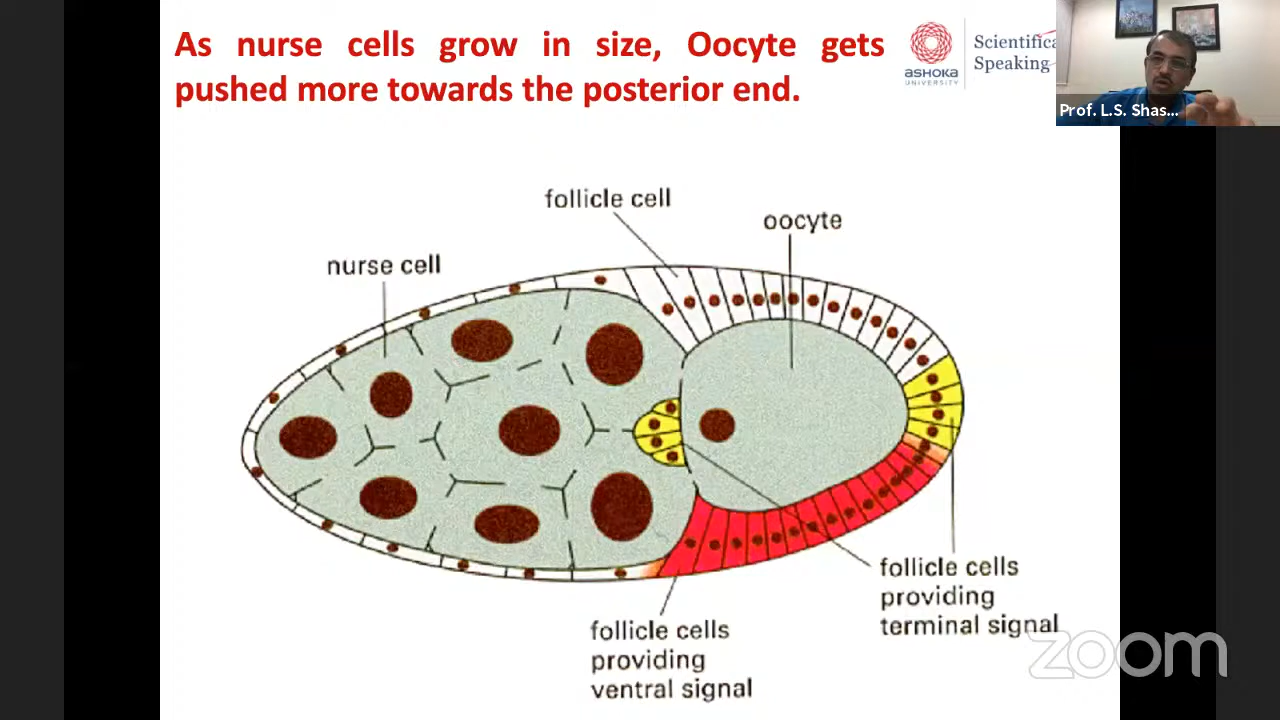 As nurse cells grow in size, Oocyte gets
pushed more towards the posterior end.
ASHOKA
UNIVERSITY
Scientifica
Speaking
Prof. L.S. Shas...
follicle cell
oocyte
nurse cell
follicle cells
providing
terminal signal
follicle cells
providing
ventral signal
zoom